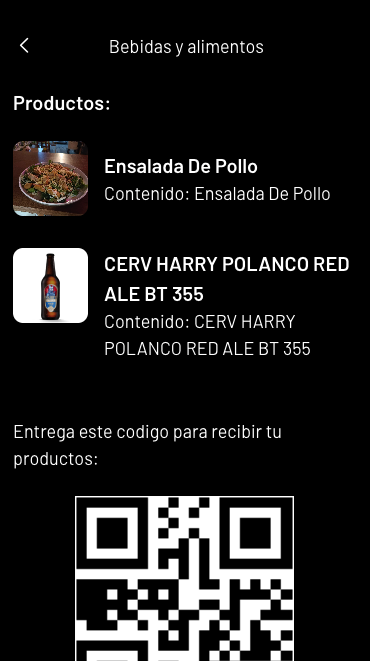 Bebidas y alimentos
Productos:
Ensalada De Pollo
Contenido: Ensalada De Pollo
CERV HARRY POLANCO RED
ALE BT 355
Contenido: CERV HARRY
POLANCO RED ALE BT 355
Entrega este codigo para recibir tu
productos: